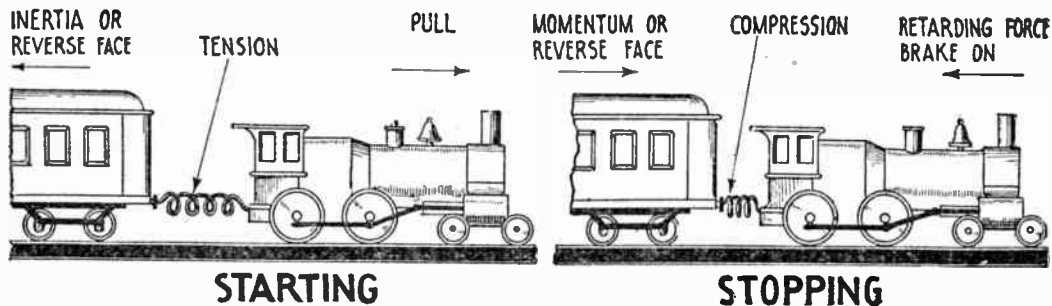 INERTIA OR
REVERSE FACE
TENSION
PULL
MOMENTUM OR
REVERSE FACE
COMPRESSION
RETARDING FORCE
BRAKE ON
STARTING
STOPPING